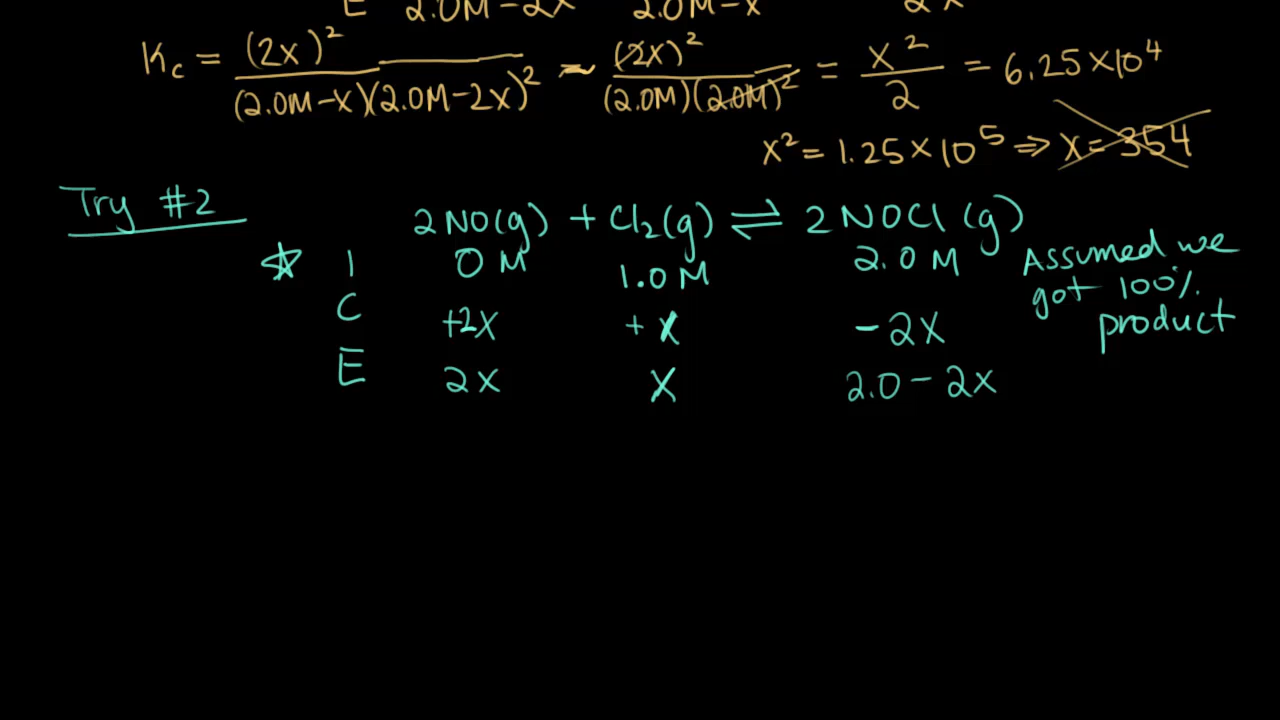 E 2.0M-2x 2.0M-x 2x
Kc = (2x)² / (2.0M-x)(2.0M-2x)² ~ (2x)² / (2.0M)(2.0M)² = x² / 2 = 6.25×10⁴
x² = 1.25×10⁵ ⇒ x = 354
Try #2
2NO(g) + Cl₂(g) ⇌ 2NOCl(g)
☆ I 0 M 1.0 M 2.0 M
Assumed we
got 100%
product
C +2x +x -2x
E 2x x 2.0-2x